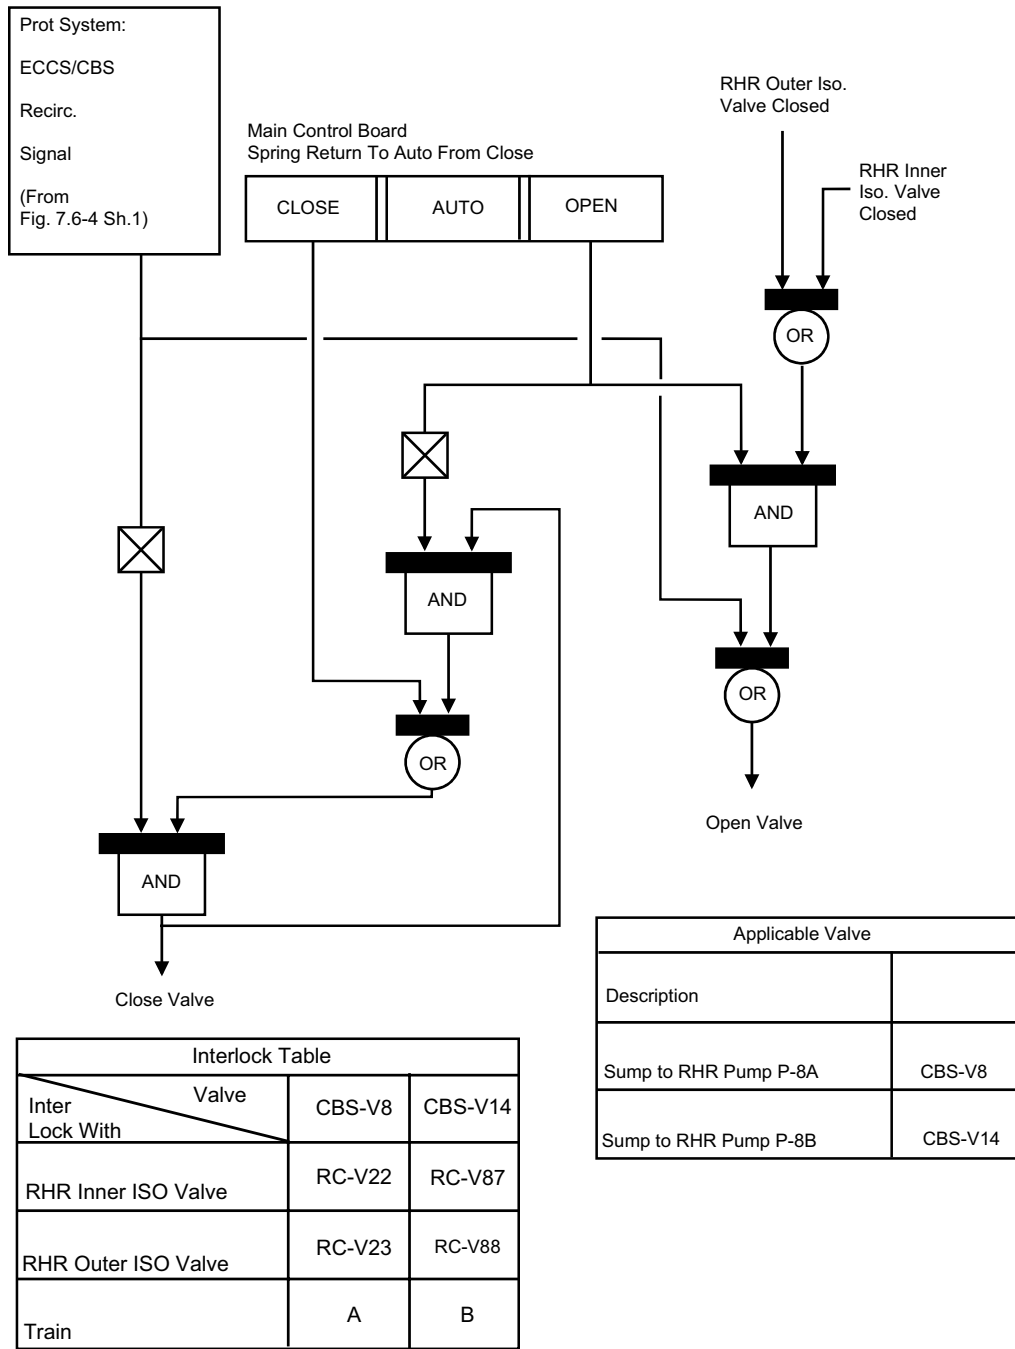 Prot System:
ECCS/CBS
Recirc.
Signal
(From
Fig. 7.6-4 Sh.1)
Main Control Board
Spring Return To Auto From Close
CLOSE
AUTO
OPEN
RHR Outer Iso.
Valve Closed
RHR Inner
Iso. Valve
Closed
OR
AND
AND
OR
OR
AND
Open Valve
Close Valve
Applicable Valve
Description
Sump to RHR Pump P-8A CBS-V8
Sump to RHR Pump P-8B CBS-V14
Interlock Table
Valve
Inter
Lock With
CBS-V8 CBS-V14
RHR Inner ISO Valve RC-V22 RC-V87
RHR Outer ISO Valve RC-V23 RC-V88
Train A B